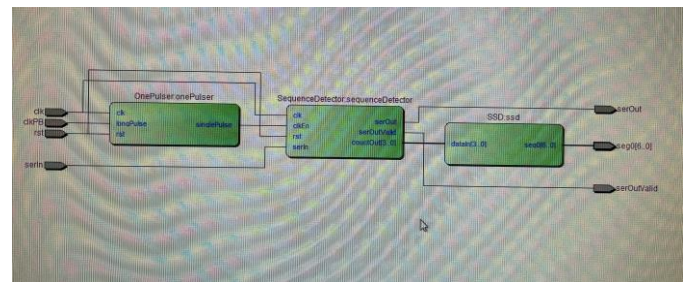 OnePulser:onePulser
SequenceDetector:sequenceDetector
SSD:ssd
clk
clkPB
rst
serIn
clk
longPulse
rst
singlePulse
clk
clkEn
rst
serIn
serOut
serOutValid
countOut[3..0]
dataIn[3..0]
seg0[6..0]
serOut
seg0[6..0]
serOutValid